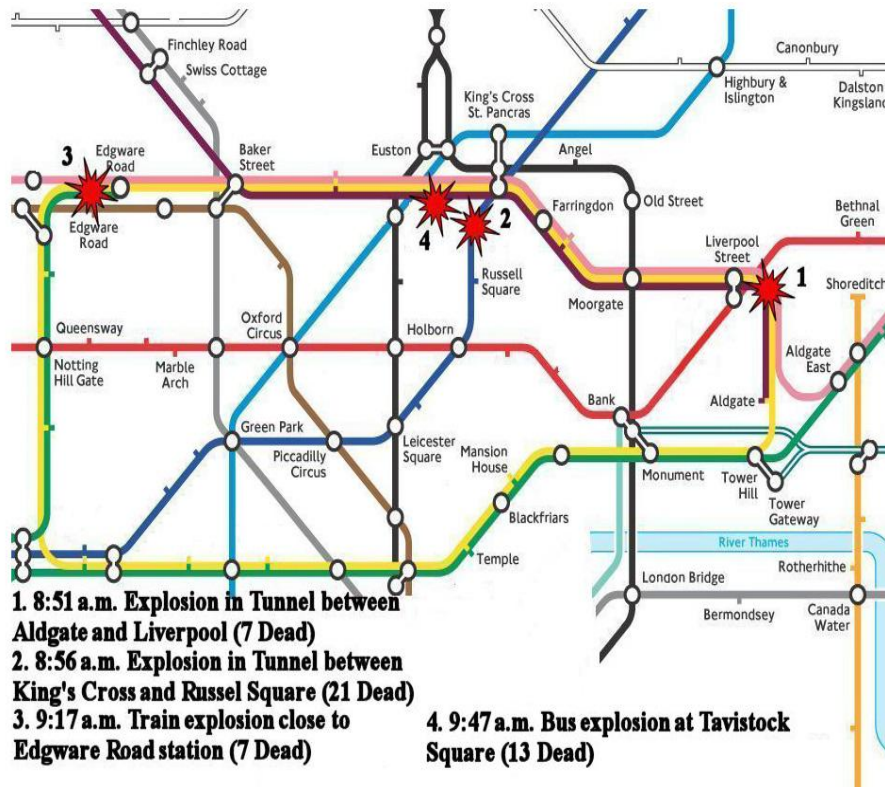 Finchley Road
Swiss Cottage
Canonbury
Highbury &
Islington
Dalston
Kingsland
King's Cross
St. Pancras
3
Edgware
Road
Baker
Street
Euston
Angel
Edgware
Road
4
2
Farringdon
Old Street
Bethnal
Green
Liverpool
Street
1
Russell
Square
Moorgate
Shoreditch
Queensway
Oxford
Circus
Holborn
Notting
Hill Gate
Marble
Arch
Aldgate
East
Bank
Aldgate
Green Park
Piccadilly
Circus
Leicester
Square
Mansion
House
Monument
Tower
Hill
Tower
Gateway
Blackfriars
River Thames
Temple
Rotherhithe
London Bridge
Bermondsey
Canada
Water
1. 8:51 a.m. Explosion in Tunnel between
Aldgate and Liverpool (7 Dead)
2. 8:56 a.m. Explosion in Tunnel between
King's Cross and Russel Square (21 Dead)
3. 9:17 a.m. Train explosion close to
Edgware Road station (7 Dead)
4. 9:47 a.m. Bus explosion at Tavistock
Square (13 Dead)